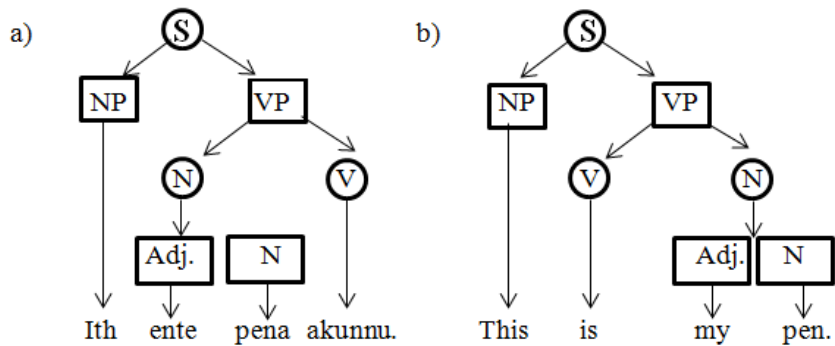 a) S
NP VP
N V
Adj. N
Ith ente pena akunnu.
b) S
NP VP
V N
Adj. N
This is my pen.